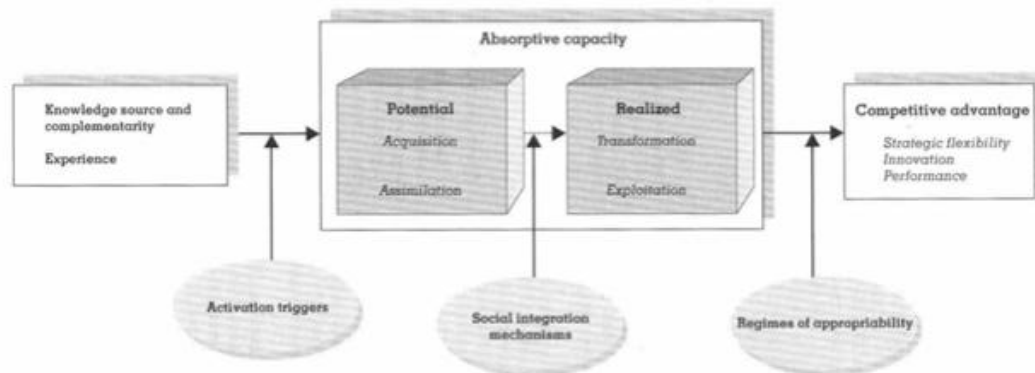 Absorptive capacity
Knowledge source and
complementarity
Experience
Potential
Acquisition
Assimilation
Realized
Transformation
Exploitation
Competitive advantage
Strategic flexibility
Innovation
Performance
Activation triggers
Social integration
mechanisms
Regimes of appropriability